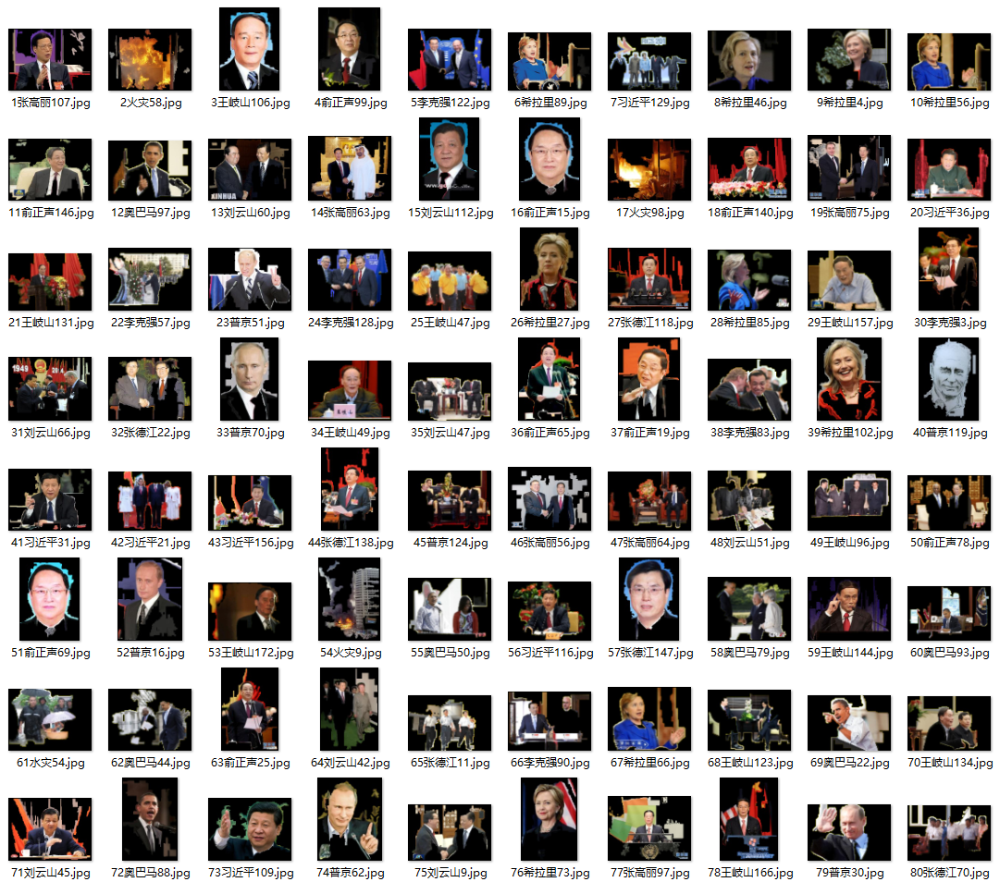 1张高丽107.jpg 2火灾58.jpg 3王岐山106.jpg 4俞正声99.jpg 5李克强122.jpg 6希拉里89.jpg 7习近平129.jpg 8希拉里46.jpg 9希拉里4.jpg 10希拉里56.jpg
XINHUA
11俞正声146.jpg 12奥巴马97.jpg 13刘云山60.jpg 14张高丽63.jpg 15刘云山112.jpg 16俞正声15.jpg 17火灾98.jpg 18俞正声140.jpg 19张高丽75.jpg 20习近平36.jpg
21王岐山131.jpg 22李克强57.jpg 23普京51.jpg 24李克强128.jpg 25王岐山47.jpg 26希拉里27.jpg 27张德江118.jpg 28希拉里85.jpg 29王岐山157.jpg 30李克强3.jpg
1949
31刘云山66.jpg 32张德江22.jpg 33普京70.jpg 34王岐山49.jpg 35刘云山47.jpg 36俞正声65.jpg 37俞正声19.jpg 38李克强83.jpg 39希拉里102.jpg 40普京119.jpg
41习近平31.jpg 42习近平21.jpg 43习近平156.jpg 44张德江138.jpg 45普京124.jpg 46张高丽56.jpg 47张高丽64.jpg 48刘云山51.jpg 49王岐山96.jpg 50俞正声78.jpg
51俞正声69.jpg 52普京16.jpg 53王岐山172.jpg 54火灾9.jpg 55奥巴马50.jpg 56习近平116.jpg 57张德江147.jpg 58奥巴马79.jpg 59王岐山144.jpg 60奥巴马93.jpg
61水灾54.jpg 62奥巴马44.jpg 63俞正声25.jpg 64刘云山42.jpg 65张德江11.jpg 66李克强90.jpg 67希拉里66.jpg 68王岐山123.jpg 69奥巴马22.jpg 70王岐山134.jpg
71刘云山45.jpg 72奥巴马88.jpg 73习近平109.jpg 74普京62.jpg 75刘云山9.jpg 76希拉里73.jpg 77张高丽97.jpg 78王岐山166.jpg 79普京30.jpg 80张德江70.jpg